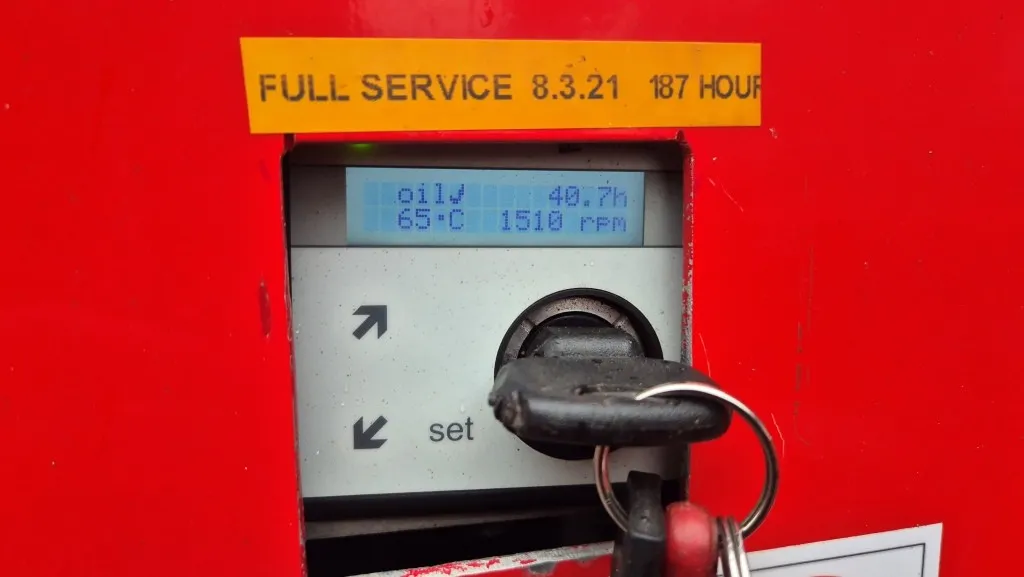 FULL SERVICE 8.3.21 187 HOUR
oil✓ 40.7h
65°C 1510 rpm
set